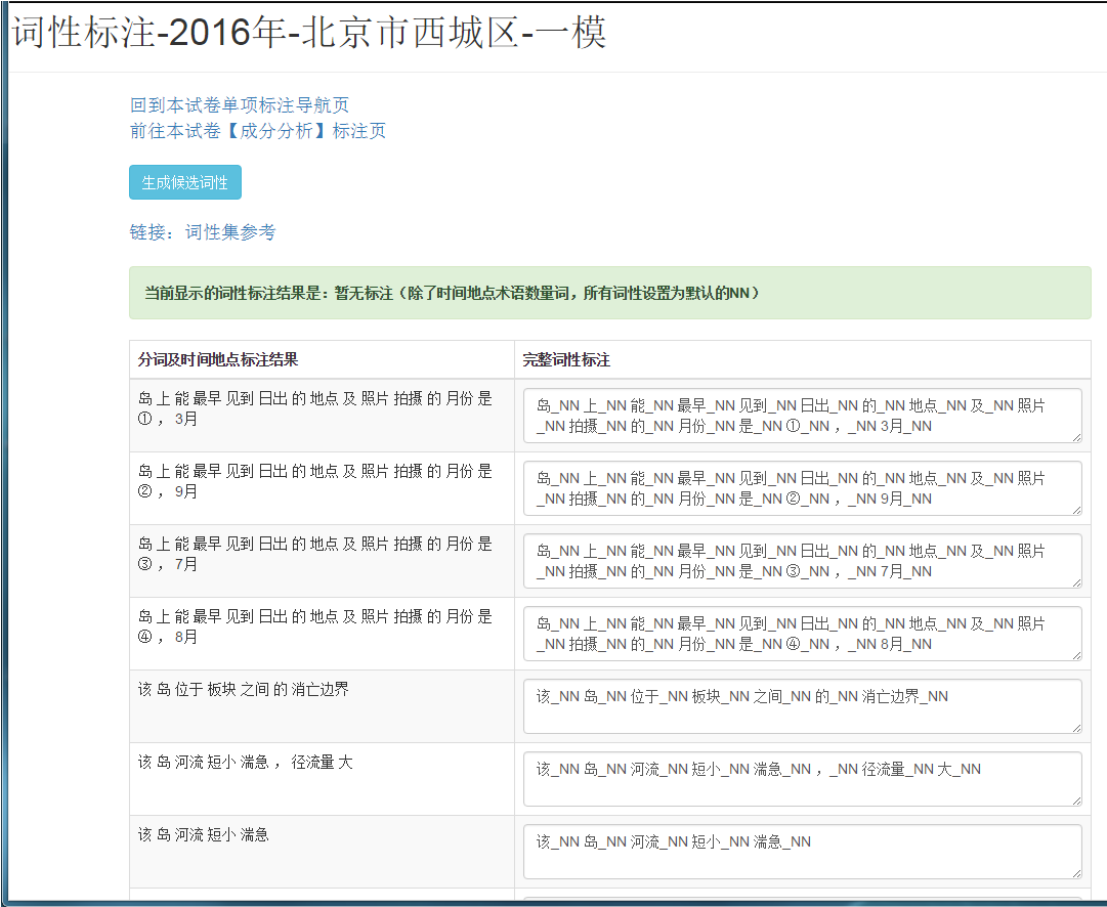 词性标注-2016年-北京市西城区-一模
回到本试卷单项标注导航页
前往本试卷【成分分析】标注页
生成候选词性
链接：词性集参考
当前显示的词性标注结果是：暂无标注（除了时间地点术语数量词，所有词性设置为默认的NN）
分词及时间地点标注结果
完整词性标注
岛 上 能 最早 见到 日出 的 地点 及 照片 拍摄 的 月份 是
① ， 3月
岛_NN 上_NN 能_NN 最早_NN 见到_NN 日出_NN 的_NN 地点_NN 及_NN 照片
_NN 拍摄_NN 的_NN 月份_NN 是_NN ①_NN ，_NN 3月_NN
岛 上 能 最早 见到 日出 的 地点 及 照片 拍摄 的 月份 是
② ， 9月
岛_NN 上_NN 能_NN 最早_NN 见到_NN 日出_NN 的_NN 地点_NN 及_NN 照片
_NN 拍摄_NN 的_NN 月份_NN 是_NN ②_NN ，_NN 9月_NN
岛 上 能 最早 见到 日出 的 地点 及 照片 拍摄 的 月份 是
③ ， 7月
岛_NN 上_NN 能_NN 最早_NN 见到_NN 日出_NN 的_NN 地点_NN 及_NN 照片
_NN 拍摄_NN 的_NN 月份_NN 是_NN ③_NN ，_NN 7月_NN
岛 上 能 最早 见到 日出 的 地点 及 照片 拍摄 的 月份 是
④ ， 8月
岛_NN 上_NN 能_NN 最早_NN 见到_NN 日出_NN 的_NN 地点_NN 及_NN 照片
_NN 拍摄_NN 的_NN 月份_NN 是_NN ④_NN ，_NN 8月_NN
该 岛 位于 板块 之间 的 消亡边界
该_NN 岛_NN 位于_NN 板块_NN 之间_NN 的_NN 消亡边界_NN
该 岛 河流 短小 湍急 ， 径流量 大
该_NN 岛_NN 河流_NN 短小_NN 湍急_NN ，_NN 径流量_NN 大_NN
该 岛 河流 短小 湍急
该_NN 岛_NN 河流_NN 短小_NN 湍急_NN